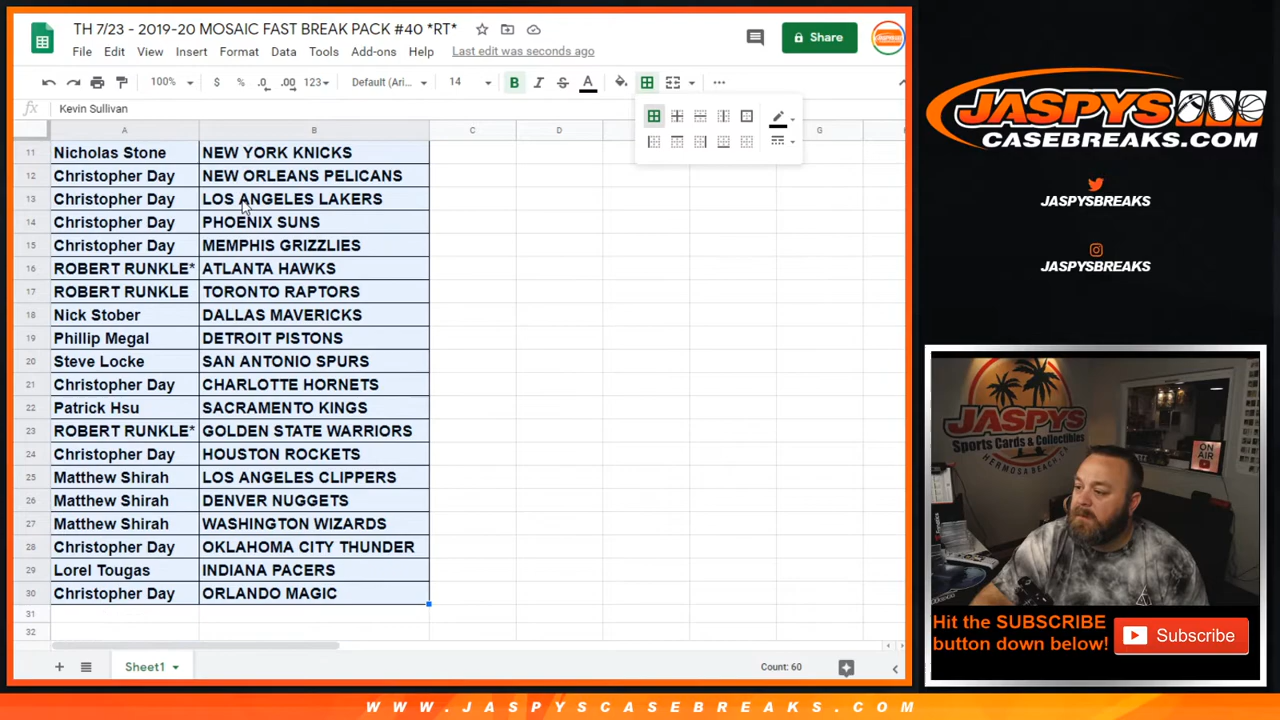 TH 7/23 - 2019-20 MOSAIC FAST BREAK PACK #40 *RT*
File Edit View Insert Format Data Tools Add-ons Help Last edit was seconds ago
Share
100% $ % .0 .00 123 Default (Ari... 14 B I S A
fx Kevin Sullivan
A B C D G
11 Nicholas Stone NEW YORK KNICKS
12 Christopher Day NEW ORLEANS PELICANS
13 Christopher Day LOS ANGELES LAKERS
14 Christopher Day PHOENIX SUNS
15 Christopher Day MEMPHIS GRIZZLIES
16 ROBERT RUNKLE* ATLANTA HAWKS
17 ROBERT RUNKLE TORONTO RAPTORS
18 Nick Stober DALLAS MAVERICKS
19 Phillip Megal DETROIT PISTONS
20 Steve Locke SAN ANTONIO SPURS
21 Christopher Day CHARLOTTE HORNETS
22 Patrick Hsu SACRAMENTO KINGS
23 ROBERT RUNKLE* GOLDEN STATE WARRIORS
24 Christopher Day HOUSTON ROCKETS
25 Matthew Shirah LOS ANGELES CLIPPERS
26 Matthew Shirah DENVER NUGGETS
27 Matthew Shirah WASHINGTON WIZARDS
28 Christopher Day OKLAHOMA CITY THUNDER
29 Lorel Tougas INDIANA PACERS
30 Christopher Day ORLANDO MAGIC
31
32
Sheet1 Count: 60
JASPYS
CASEBREAKS.COM
JASPYSBREAKS
JASPYSBREAKS
JASPYS
Sports Cards & Collectibles
HERMOSA BEACH, CA
ON
AIR
Hit the SUBSCRIBE
button down below!
Subscribe
WWW.JASPYSCASEBREAKS.COM